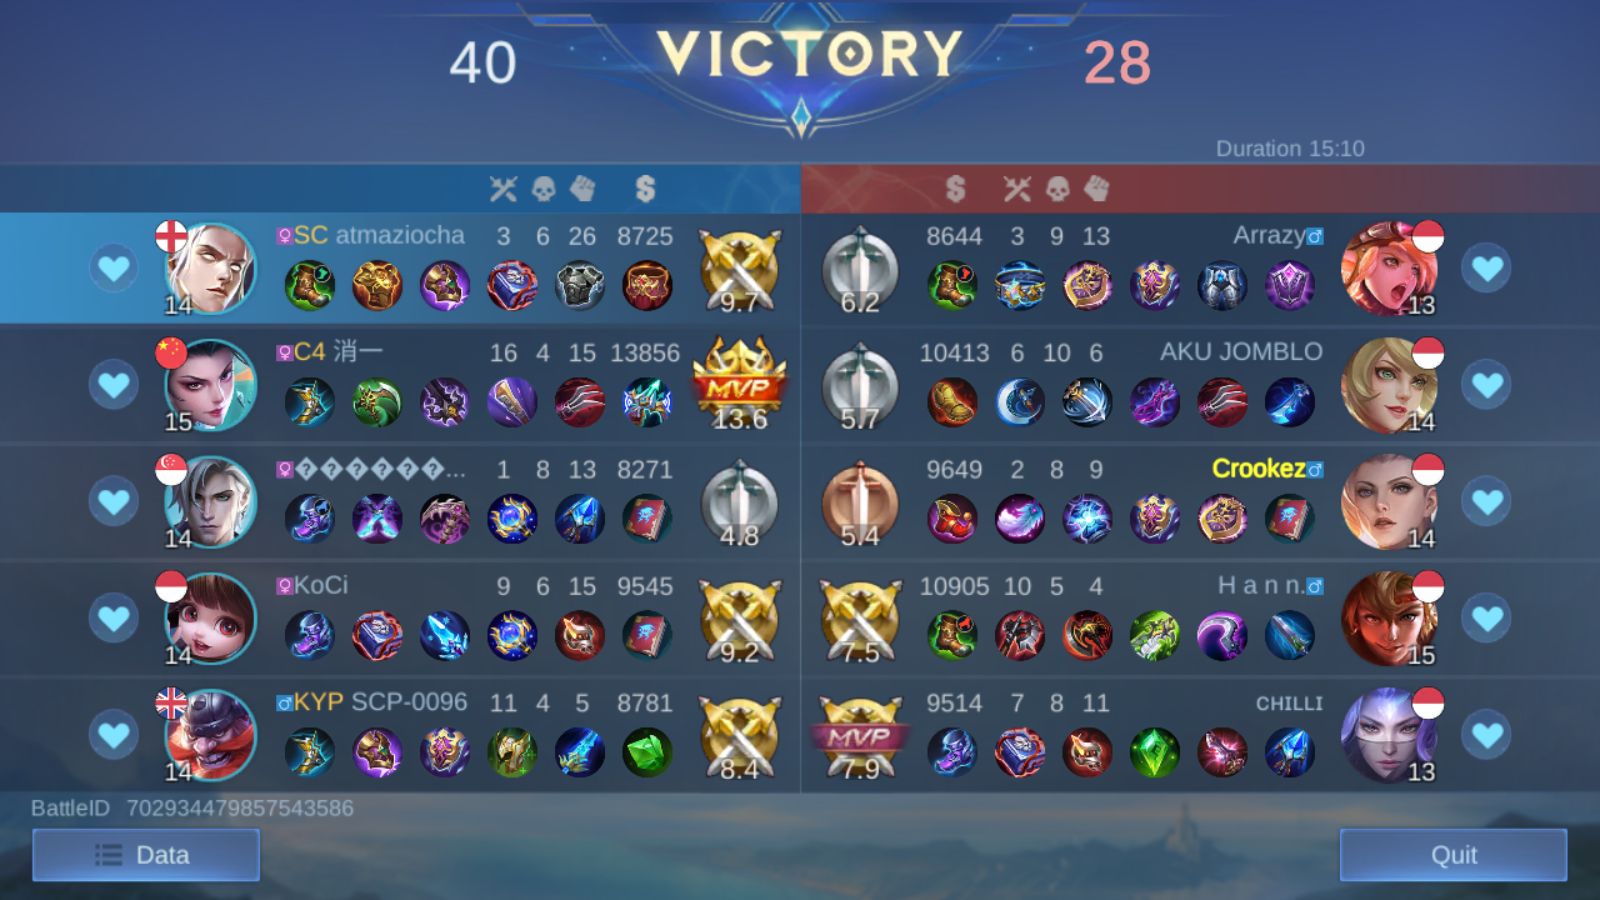 40 VICTORY 28
Duration 15:10
SC atmaziocha 3 6 26 8725 9.7 14
6.2 8644 3 9 13 Arrazy 13
C4 消一 16 4 15 13856 MVP 13.6 15
5.7 10413 6 10 6 AKU JOMBLO 14
������... 1 8 13 8271 4.8 14
5.4 9649 2 8 9 Crookez 14
KoCi 9 6 15 9545 9.2 14
7.5 10905 10 5 4 H a n n. 15
KYP SCP-0096 11 4 5 8781 8.4 14
MVP 7.9 9514 7 8 11 CHILLI 13
BattleID 702934479857543586
Data
Quit